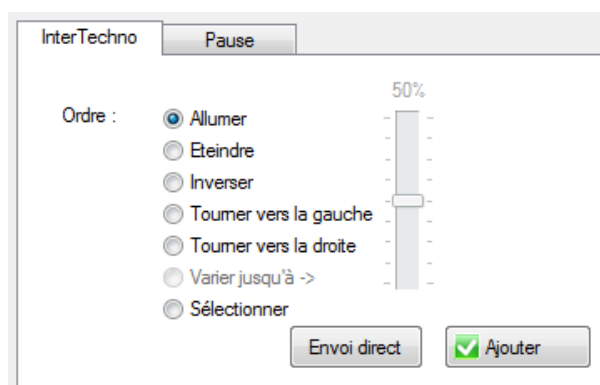 InterTechno Pause
50%
Ordre : Allumer
Eteindre
Inverser
Tourner vers la gauche
Tourner vers la droite
Varier jusqu'à ->
Sélectionner
Envoi direct Ajouter